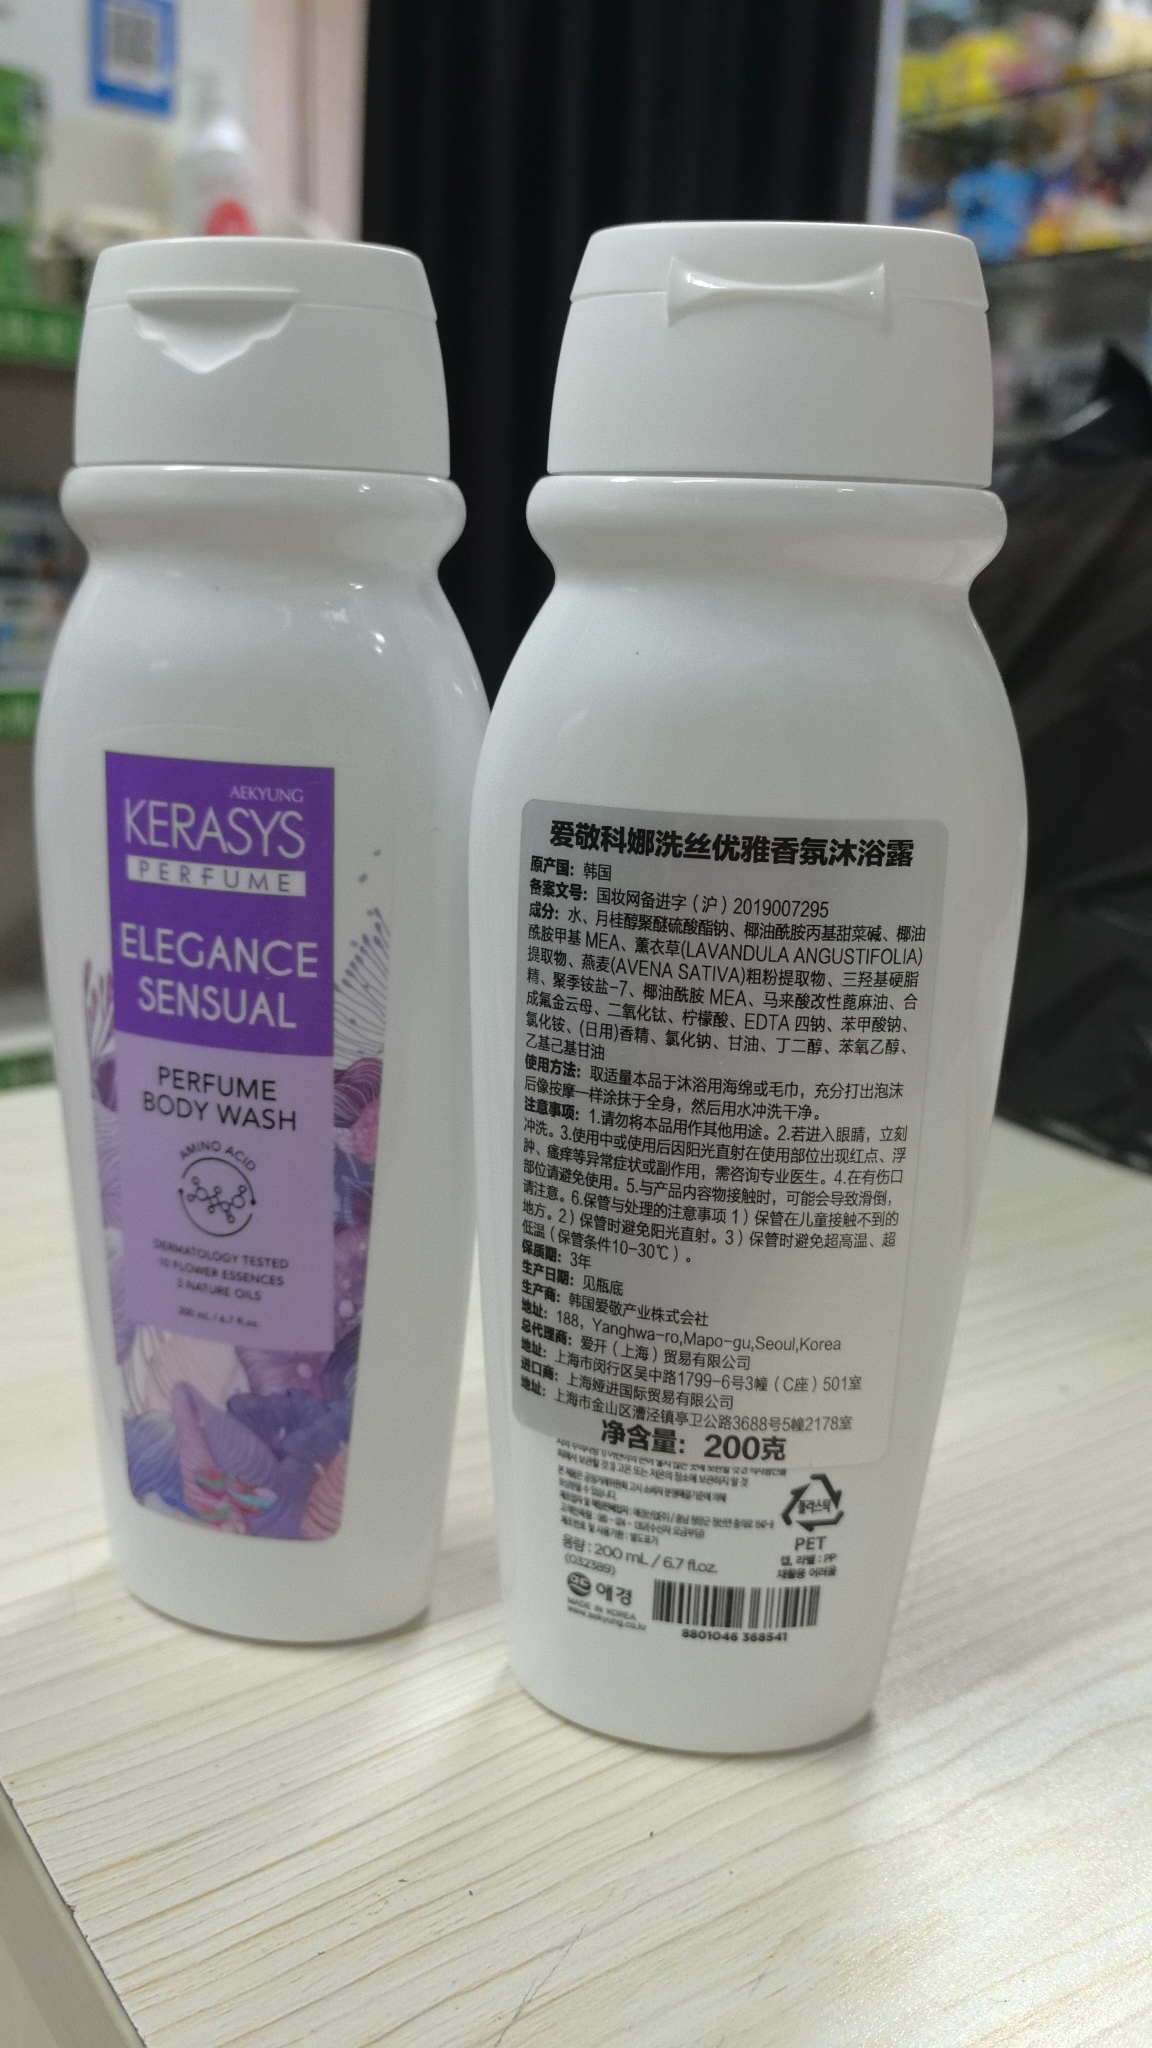 AEKYUNG
KERASYS
PERFUME
ELEGANCE
SENSUAL
PERFUME
BODY WASH
AMINO ACID
DERMATOLOGY TESTED
10 FLOWER ESSENCES
3 NATURE OILS
200 mL / 6.7 fl.oz.
爱敬科娜洗丝优雅香氛沐浴露
原产国：韩国
备案文号：国妆网备进字（沪）2019007295
成分：水、月桂醇聚醚硫酸酯钠、椰油酰胺丙基甜菜碱、椰油
酰胺甲基 MEA、薰衣草(LAVANDULA ANGUSTIFOLIA)
提取物、燕麦(AVENA SATIVA)粗粉提取物、三羟基硬脂
精、聚季铵盐-7、椰油酰胺 MEA、马来酸改性蓖麻油、合
成氟金云母、二氧化钛、柠檬酸、EDTA 四钠、苯甲酸钠、
氯化铵、(日用)香精、氯化钠、甘油、丁二醇、苯氧乙醇、
乙基己基甘油
使用方法：取适量本品于沐浴用海绵或毛巾，充分打出泡沫
后像按摩一样涂抹于全身，然后用水冲洗干净。
注意事项：1.请勿将本品用作其他用途。2.若进入眼睛，立刻
冲洗。3.使用中或使用后因阳光直射在使用部位出现红点、浮
肿、瘙痒等异常症状或副作用，需咨询专业医生。4.在有伤口
部位请避免使用。5.与产品内容物接触时，可能会导致滑倒，
请注意。6.保管与处理的注意事项 1）保管在儿童接触不到的
地方。2）保管时避免阳光直射。3）保管时避免超高温、超
低温（保管条件10-30℃）。
保质期：3年
生产日期：见瓶底
生产商：韩国爱敬产业株式会社
地址：188，Yanghwa-ro,Mapo-gu,Seoul,Korea
总代理商：爱开（上海）贸易有限公司
地址：上海市闵行区吴中路1799-6号3幢（C座）501室
进口商：上海娅进国际贸易有限公司
地址：上海市金山区漕泾镇亭卫公路3688号5幢2178室
净含量：200克
용량 : 200 mL / 6.7 fl.oz.
(032389)
애경
MADE IN KOREA
www.aekyung.co.kr
플라스틱
PET
캡, 라벨 : PP
재활용 어려움
8801046 368541